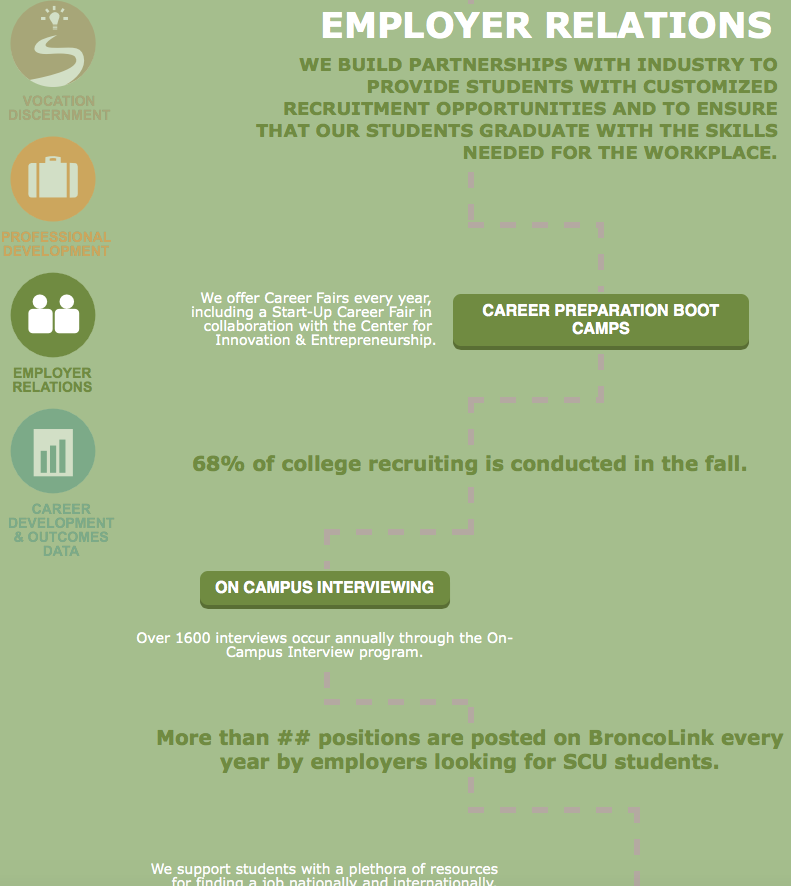 EMPLOYER RELATIONS
WE BUILD PARTNERSHIPS WITH INDUSTRY TO
PROVIDE STUDENTS WITH CUSTOMIZED
RECRUITMENT OPPORTUNITIES AND TO ENSURE
THAT OUR STUDENTS GRADUATE WITH THE SKILLS
NEEDED FOR THE WORKPLACE.
VOCATION
DISCERNMENT
PROFESSIONAL
DEVELOPMENT
EMPLOYER
RELATIONS
CAREER
DEVELOPMENT
& OUTCOMES
DATA
We offer Career Fairs every year,
including a Start-Up Career Fair in
collaboration with the Center for
Innovation & Entrepreneurship.
CAREER PREPARATION BOOT
CAMPS
68% of college recruiting is conducted in the fall.
ON CAMPUS INTERVIEWING
Over 1600 interviews occur annually through the On-
Campus Interview program.
More than ## positions are posted on BroncoLink every
year by employers looking for SCU students.
We support students with a plethora of resources
for finding a job nationally and internationally